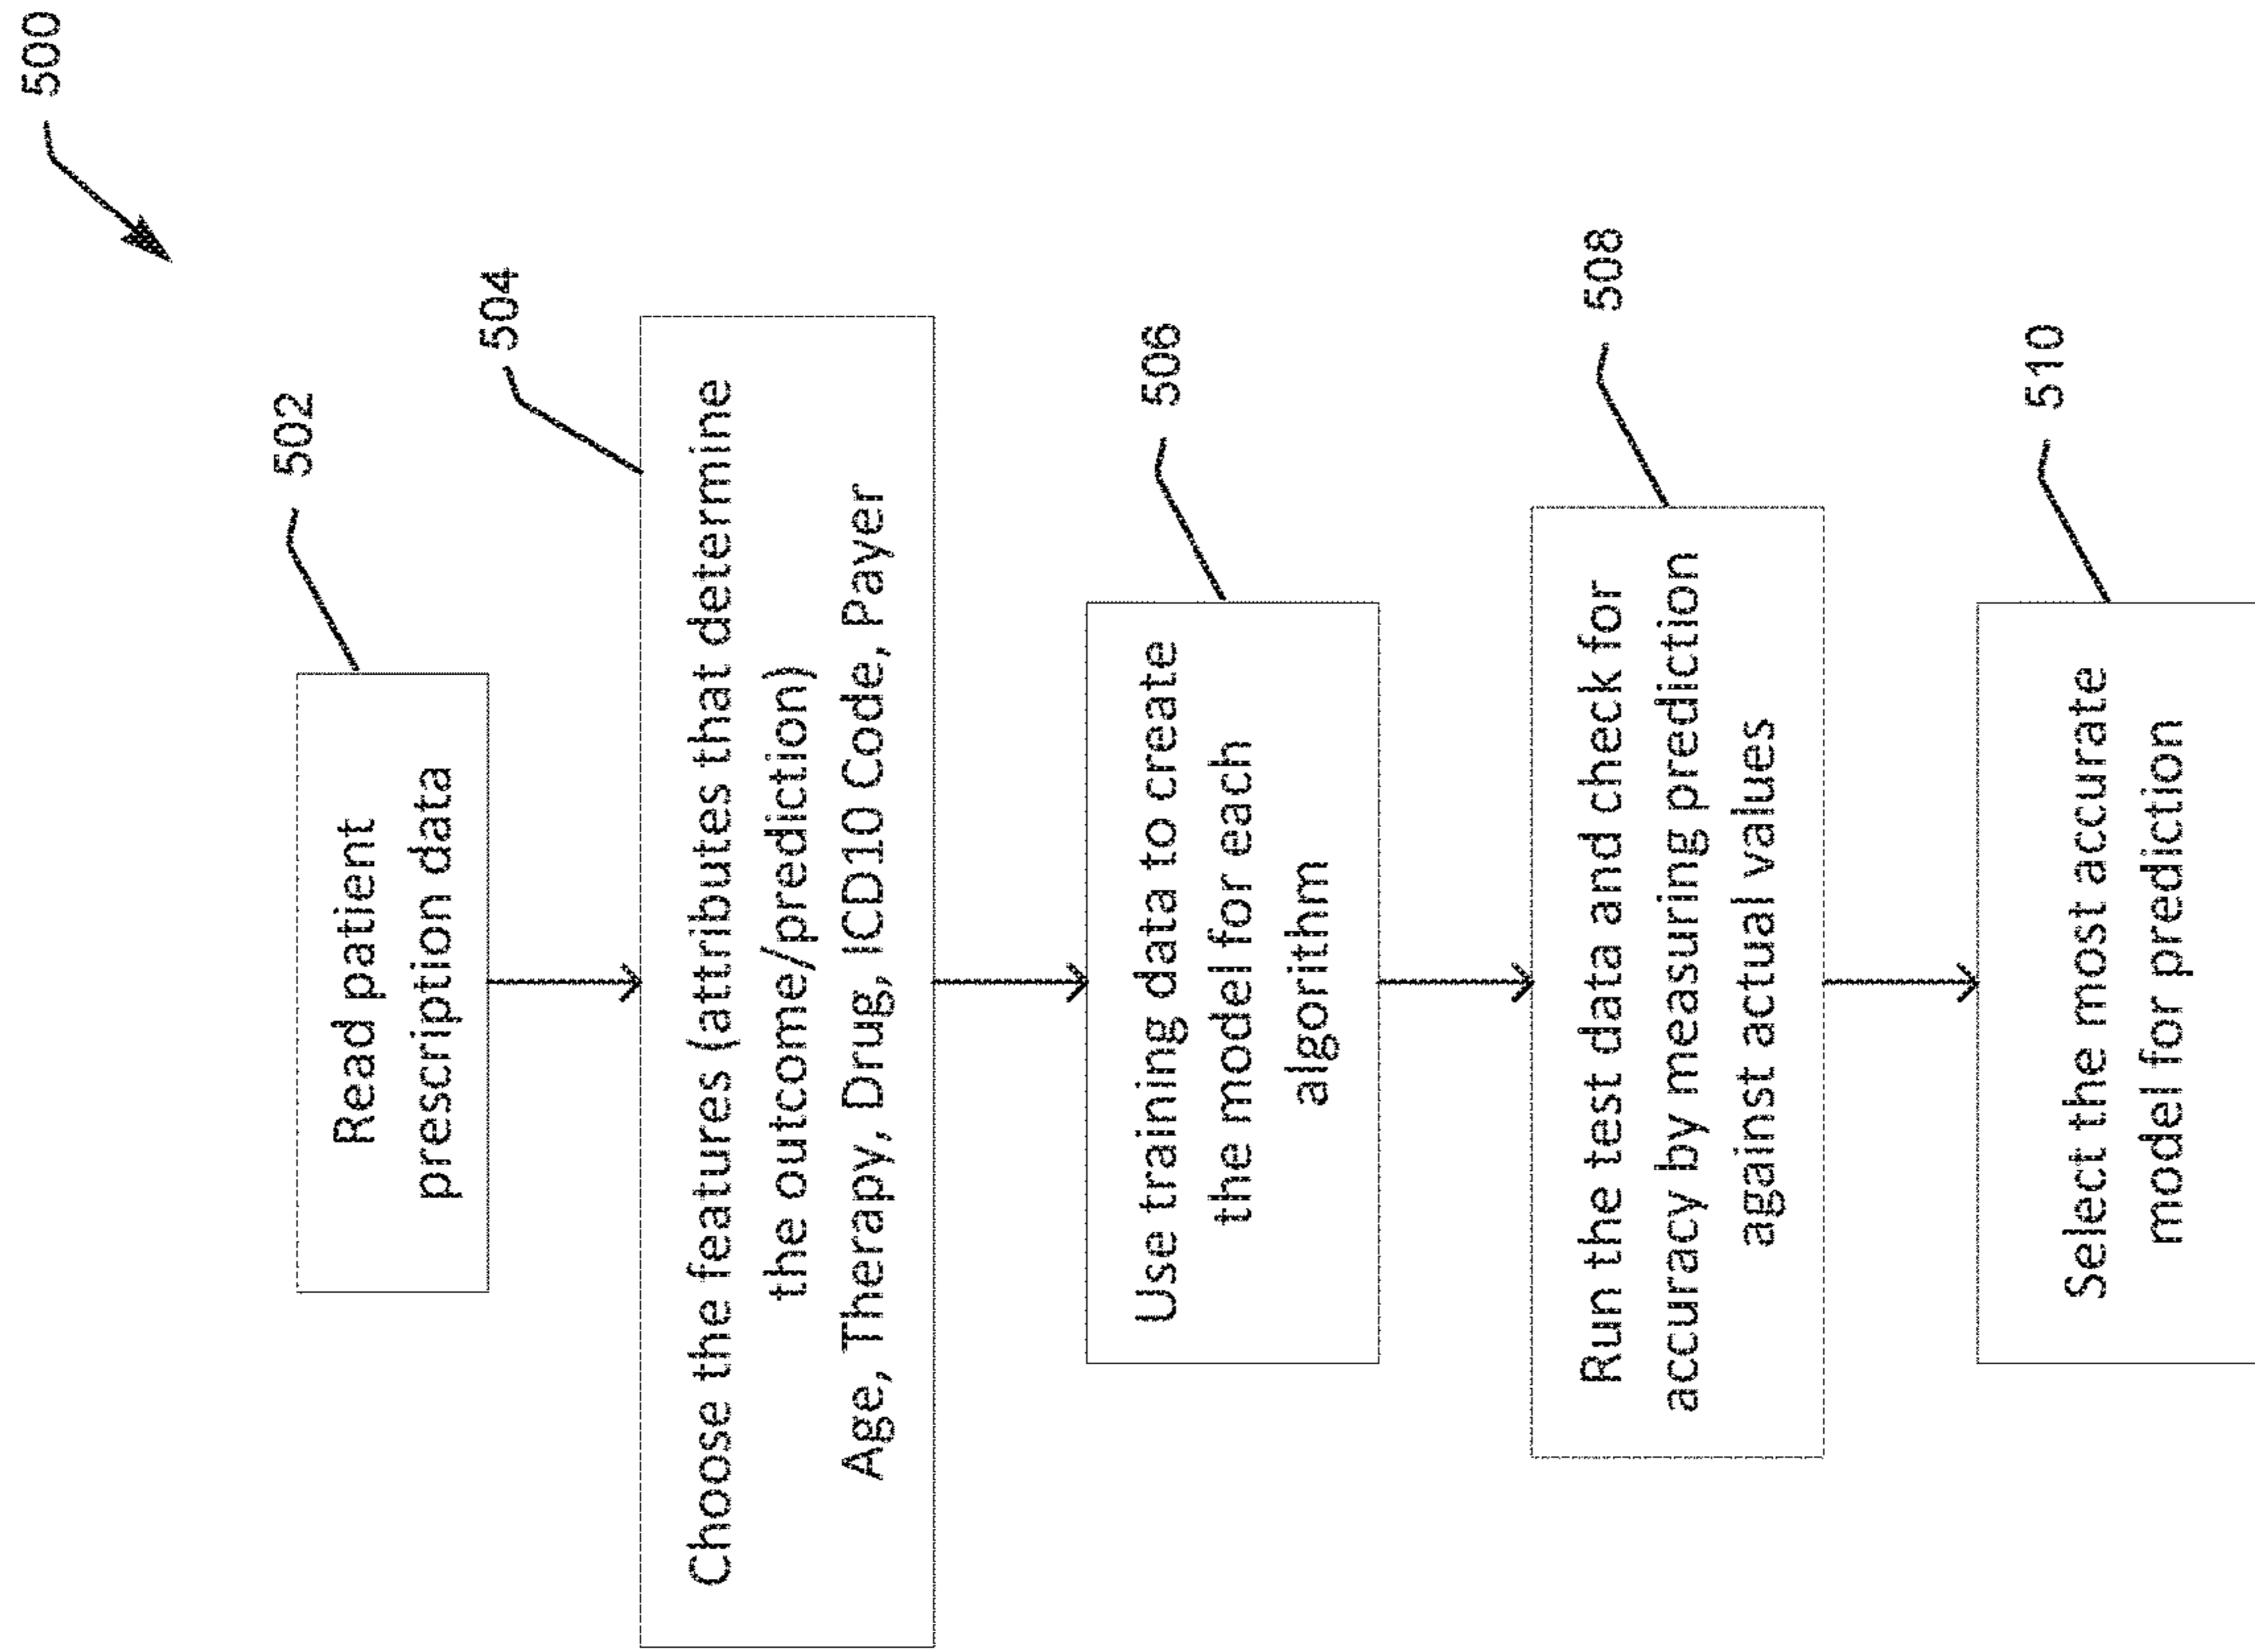 500
502
Read patient
prescription data
504
Choose the features (attributes that determine
the outcome/prediction)
Age, Therapy, Drug, ICD10 Code, Payer
506
Use training data to create
the model for each
algorithm
508
Run the test data and check for
accuracy by measuring prediction
against actual values
510
Select the most accurate
model for prediction